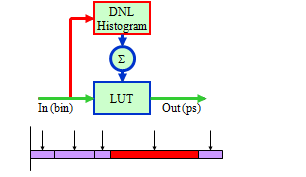 DNL
Histogram
Σ
LUT
In (bin)
Out (ps)